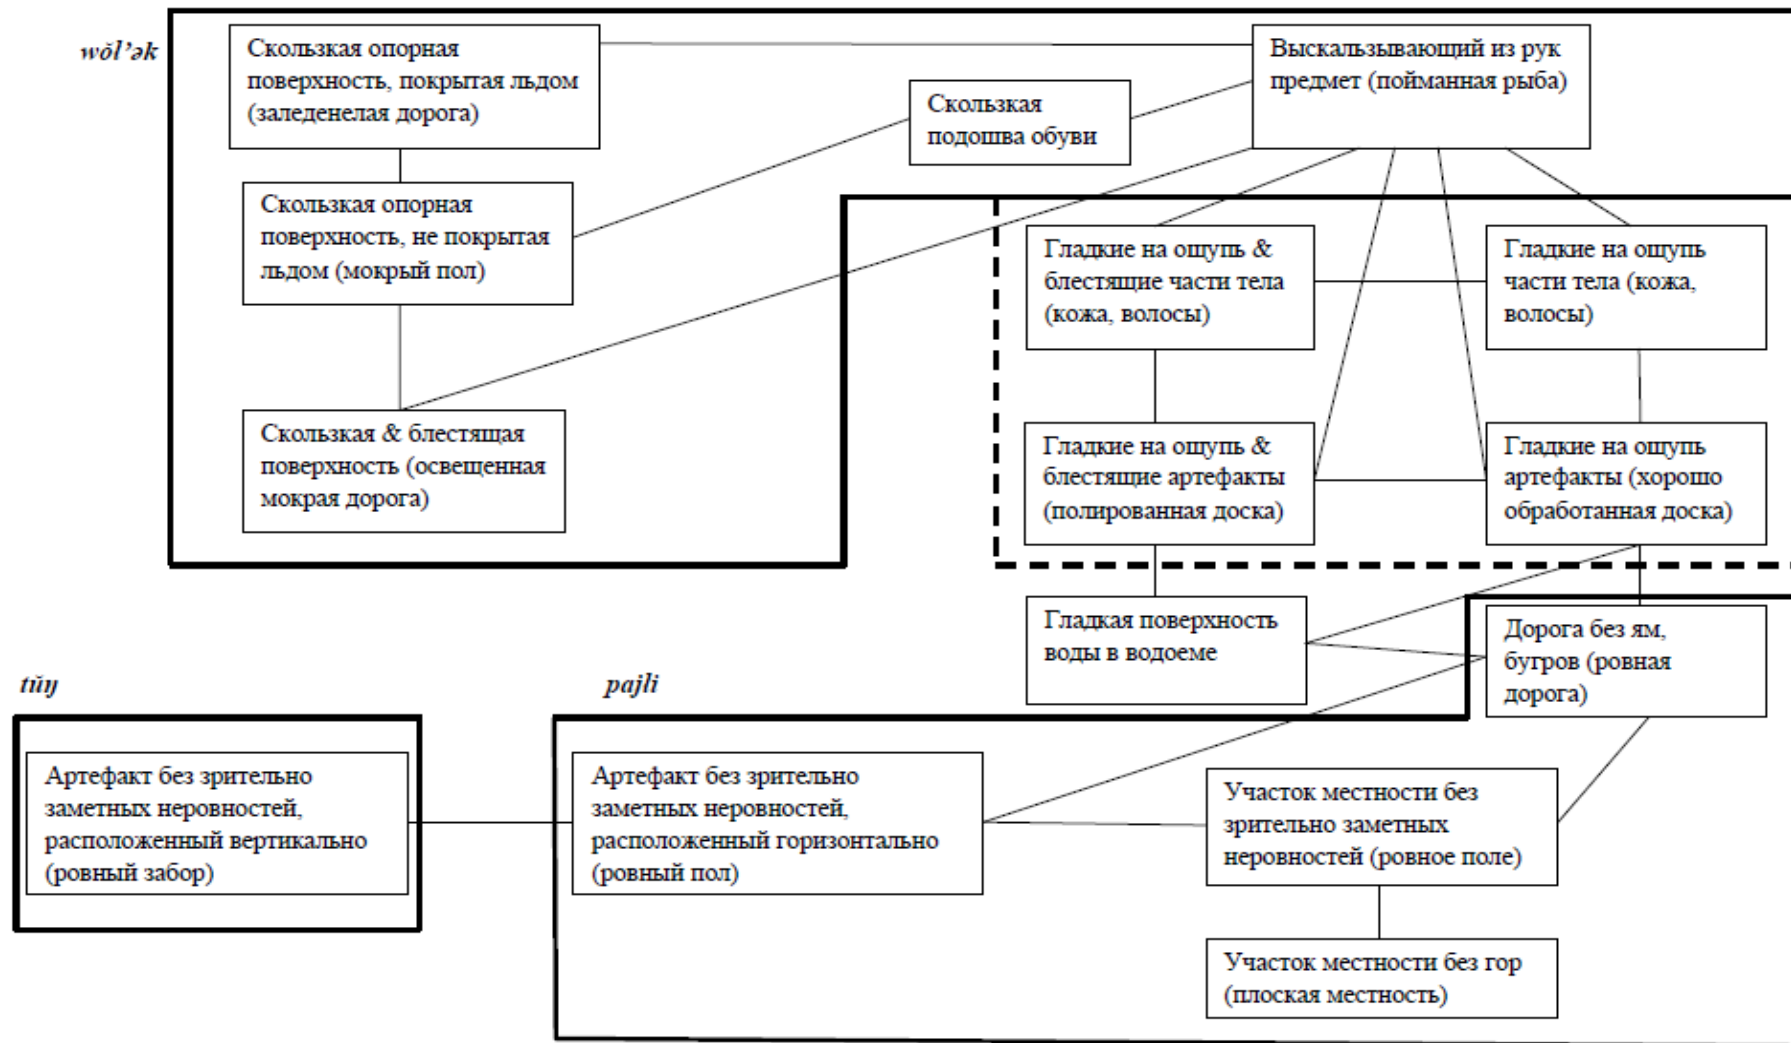 wŏl’ək
Скользкая опорная
поверхность, покрытая льдом
(заледенелая дорога)
Выскальзывающий из рук
предмет (пойманная рыба)
Скользкая
подошва обуви
Скользкая опорная
поверхность, не покрытая
льдом (мокрый пол)
Гладкие на ощупь &
блестящие части тела
(кожа, волосы)
Гладкие на ощупь
части тела (кожа,
волосы)
Скользкая & блестящая
поверхность (освещенная
мокрая дорога)
Гладкие на ощупь &
блестящие артефакты
(полированная доска)
Гладкие на ощупь
артефакты (хорошо
обработанная доска)
Гладкая поверхность
воды в водоеме
Дорога без ям,
бугров (ровная
дорога)
tŭŋ
pajli
Артефакт без зрительно
заметных неровностей,
расположенный вертикально
(ровный забор)
Артефакт без зрительно
заметных неровностей,
расположенный горизонтально
(ровный пол)
Участок местности без
зрительно заметных
неровностей (ровное поле)
Участок местности без гор
(плоская местность)